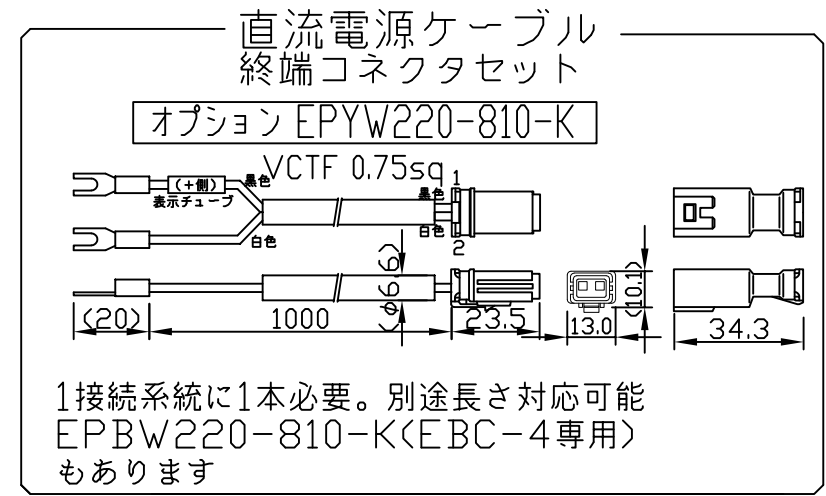 直流電源ケーブル
終端コネクタセット
オプション EPYW220-810-K
VCTF 0.75sq
(+側)
黒色
表示チューブ
白色
黒色
1
白色
2
(φ6.6)
(10.1)
(20)
1000
23.5
13.0
34.3
1接続系統に1本必要。別途長さ対応可能
EPBW220-810-K(EBC-4専用)
もあります